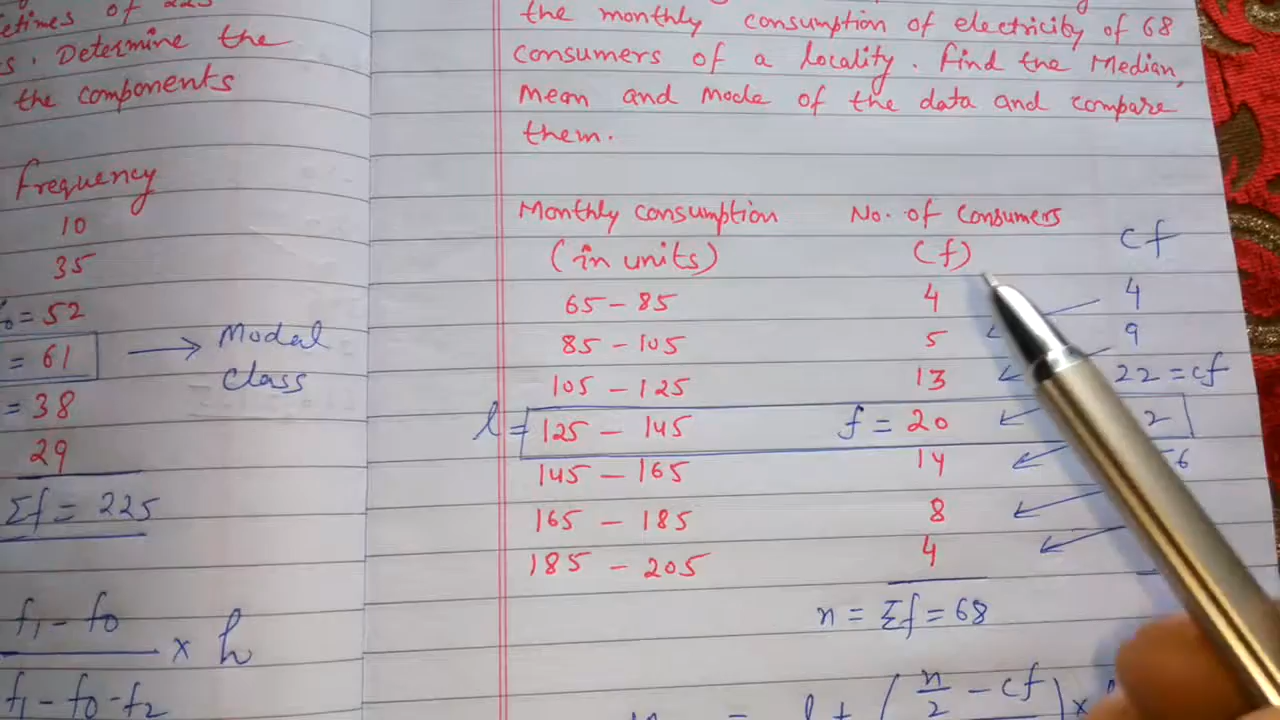 etimes of 225
s. Determine the
the components
frequency
10
35
f₀ = 52
= 61 → Modal class
= 38
29
Σf = 225
f₁ - f₀
× h
f₁ - f₀ - f₂
the monthly consumption of electricity of 68
consumers of a locality. find the Median,
Mean and Mode of the data and compare
them.
Monthly consumption No. of Consumers
(in units) (f) cf
65 - 85 4 4
85 - 105 5 9
105 - 125 13 22 = cf
l = 125 - 145 f = 20 2
145 - 165 14 56
165 - 185 8
185 - 205 4
n = Σf = 68
= l + ( n/2 - cf ) ×